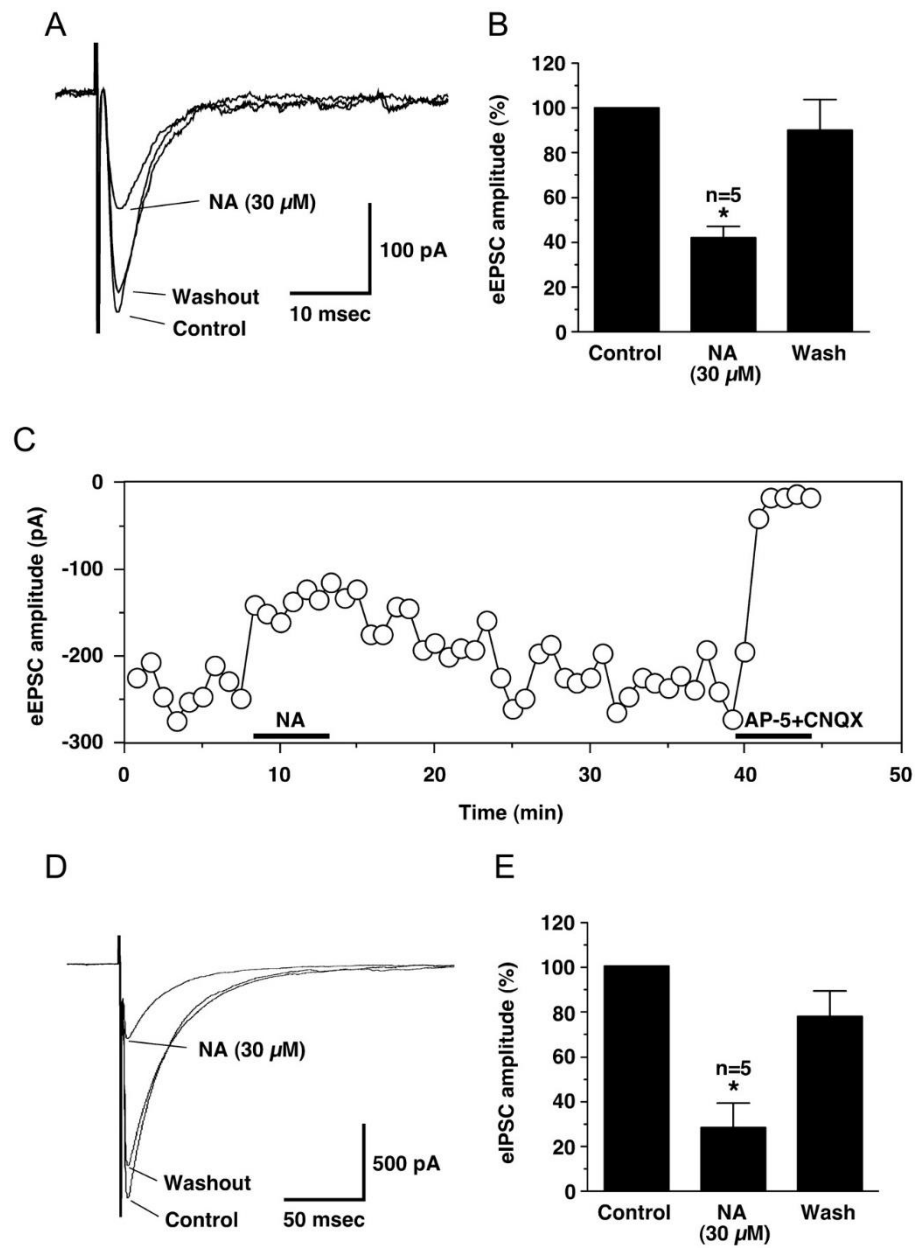 A
NA (30 µM)
Washout
Control
100 pA
10 msec
B
eEPSC amplitude (%)
120
100
80
60
40
20
0
n=5
*
Control
NA
(30 µM)
Wash
C
eEPSC amplitude (pA)
0
-100
-200
-300
NA
AP-5+CNQX
0
10
20
30
40
50
Time (min)
D
NA (30 µM)
Washout
Control
500 pA
50 msec
E
eIPSC amplitude (%)
120
100
80
60
40
20
0
n=5
*
Control
NA
(30 µM)
Wash